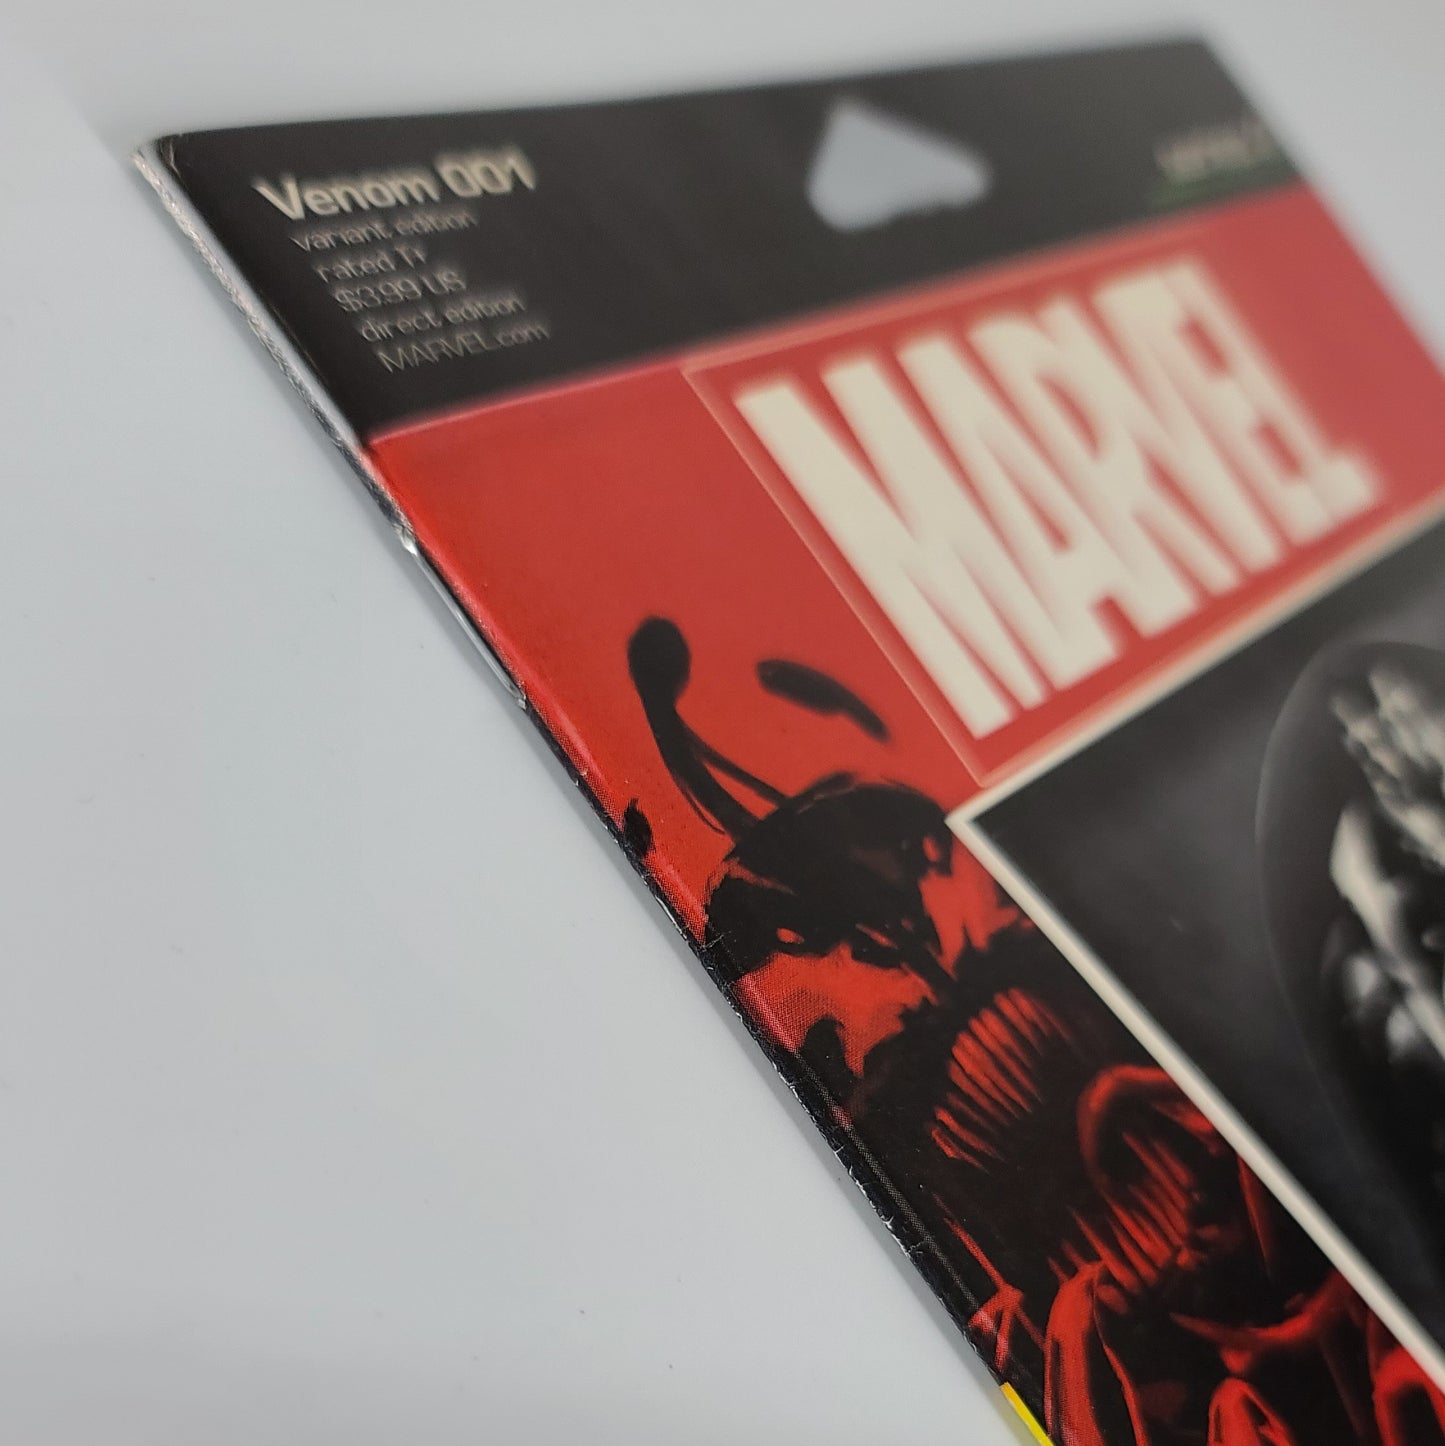 Venom 001
variant edition
rated T+
$3.99 US
direct edition
MARVEL.com
MARVEL